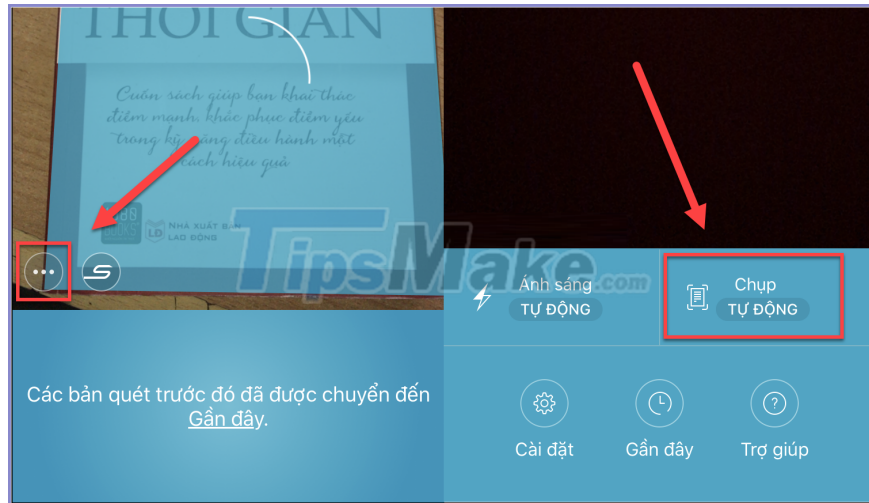 THỜI GIAN
Cuốn sách giúp bạn khai thác
điểm mạnh, khắc phục điểm yếu
trong kỹ năng điều hành một
cách hiệu quả
NHÀ XUẤT BẢN
LAO ĐỘNG
TipsMake.com
Các bản quét trước đó đã được chuyển đến
Gần đây.
Ánh sáng
TỰ ĐỘNG
Chụp
TỰ ĐỘNG
Cài đặt
Gần đây
Trợ giúp